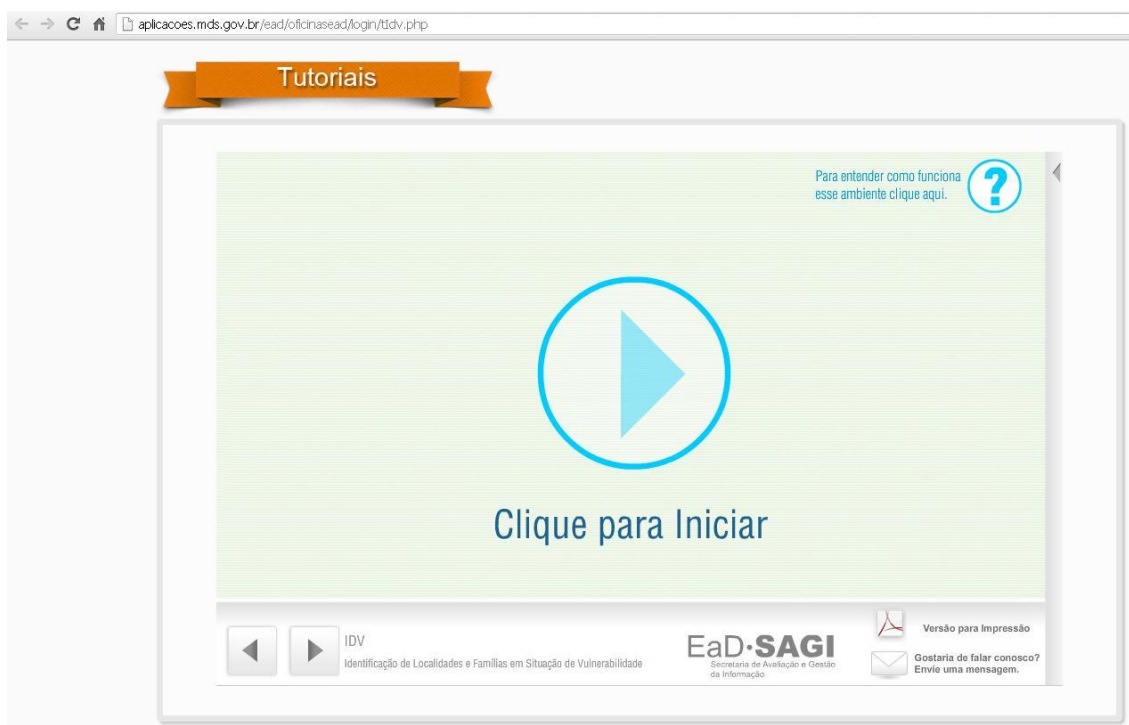 aplicacoes.mds.gov.br/ead/oficinasead/login/tIdv.php
Tutoriais
Para entender como funciona
esse ambiente clique aqui.
?
Clique para Iniciar
IDV
Identificação de Localidades e Famílias em Situação de Vulnerabilidade
EaD·SAGI
Secretaria de Avaliação e Gestão
da Informação
Versão para Impressão
Gostaria de falar conosco?
Envie uma mensagem.